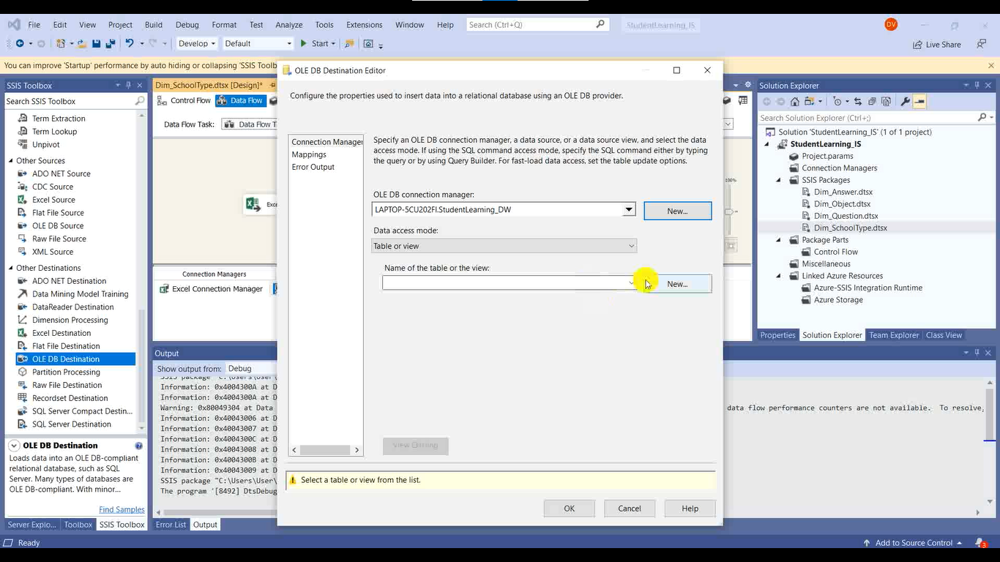 File Edit View Project Build Debug Format Test Analyze Tools Extensions Window Help Search (Ctrl+Q) StudentLearning_IS DV
Develop Default Start Live Share
You can improve 'Startup' performance by auto hiding or collapsing 'SSIS
SSIS Toolbox
Search SSIS Toolbox
Term Extraction
Term Lookup
Unpivot
Other Sources
ADO NET Source
CDC Source
Excel Source
Flat File Source
OLE DB Source
Raw File Source
XML Source
Other Destinations
ADO NET Destination
Data Mining Model Training
DataReader Destination
Dimension Processing
Excel Destination
Flat File Destination
OLE DB Destination
Partition Processing
Raw File Destination
Recordset Destination
SQL Server Compact Destin...
SQL Server Destination
OLE DB Destination
Loads data into an OLE DB-compliant
relational database, such as SQL
Server. Many types of databases are
OLE DB-compliant. With minor...
Find Samples
Server Explo... Toolbox SSIS Toolbox
Dim_SchoolType.dtsx [Design]*
Control Flow Data Flow
Data Flow Task: Data Flow T
Exce
100%
Connection Managers
Excel Connection Manager
Output
Show output from: Debug
SSIS package "C:\Users\User\
Information: 0x4004300A at D
Information: 0x4004300A at D
Warning: 0x80049304 at Data data flow performance counters are not available. To resolve,
Information: 0x40043006 at D
Information: 0x40043007 at D
Information: 0x4004300C at D
Information: 0x40043008 at D
Information: 0x4004300B at D
Information: 0x40043009 at D
SSIS package "C:\Users\User\
The program '[8492] DtsDebug
Error List Output
OLE DB Destination Editor
Configure the properties used to insert data into a relational database using an OLE DB provider.
Connection Manager
Mappings
Error Output
Specify an OLE DB connection manager, a data source, or a data source view, and select the data
access mode. If using the SQL command access mode, specify the SQL command either by typing
the query or by using Query Builder. For fast-load data access, set the table update options.
OLE DB connection manager:
LAPTOP-5CU202FI.StudentLearning_DW New...
Data access mode:
Table or view
Name of the table or the view:
New...
View Existing
Select a table or view from the list.
OK Cancel Help
Solution Explorer
Search Solution Explorer (Ctrl+;)
Solution 'StudentLearning_IS' (1 of 1 project)
StudentLearning_IS
Project.params
Connection Managers
SSIS Packages
Dim_Answer.dtsx
Dim_Object.dtsx
Dim_Question.dtsx
Dim_SchoolType.dtsx
Package Parts
Control Flow
Miscellaneous
Linked Azure Resources
Azure-SSIS Integration Runtime
Azure Storage
Properties Solution Explorer Team Explorer Class View
Ready Add to Source Control 3